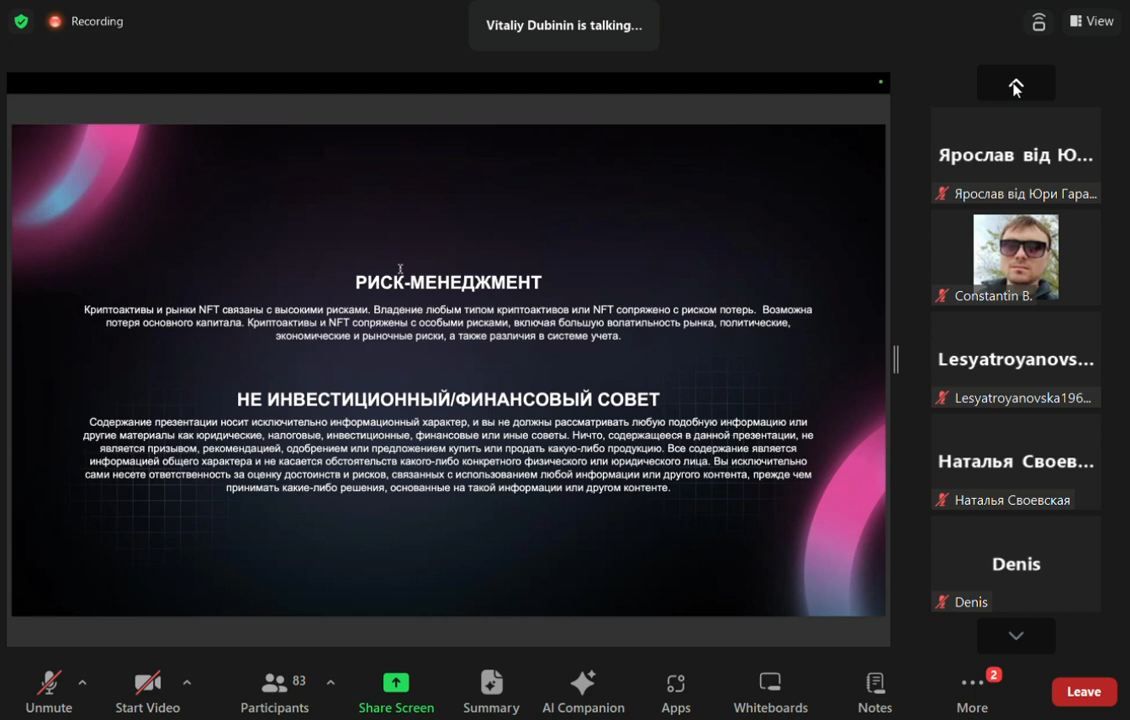 Recording
Vitaliy Dubinin is talking...
View
РИСК-МЕНЕДЖМЕНТ
Криптоактивы и рынки NFT связаны с высокими рисками. Владение любым типом криптоактивов или NFT сопряжено с риском потерь. Возможна
потеря основного капитала. Криптоактивы и NFT сопряжены с особыми рисками, включая большую волатильность рынка, политические,
экономические и рыночные риски, а также различия в системе учета.
НЕ ИНВЕСТИЦИОННЫЙ/ФИНАНСОВЫЙ СОВЕТ
Содержание презентации носит исключительно информационный характер, и вы не должны рассматривать любую подобную информацию или
другие материалы как юридические, налоговые, инвестиционные, финансовые или иные советы. Ничто, содержащееся в данной презентации, не
является призывом, рекомендацией, одобрением или предложением купить или продать какую-либо продукцию. Все содержание является
информацией общего характера и не касается обстоятельств какого-либо конкретного физического или юридического лица. Вы исключительно
сами несете ответственность за оценку достоинств и рисков, связанных с использованием любой информации или другого контента, прежде чем
принимать какие-либо решения, основанные на такой информации или другом контенте.
Ярослав від Ю...
Ярослав від Юри Гара...
Constantin B.
Lesyatroyanovs...
Lesyatroyanovska196...
Наталья Своев...
Наталья Своевская
Denis
Denis
Unmute
Start Video
83
Participants
Share Screen
Summary
AI Companion
Apps
Whiteboards
Notes
2
More
Leave